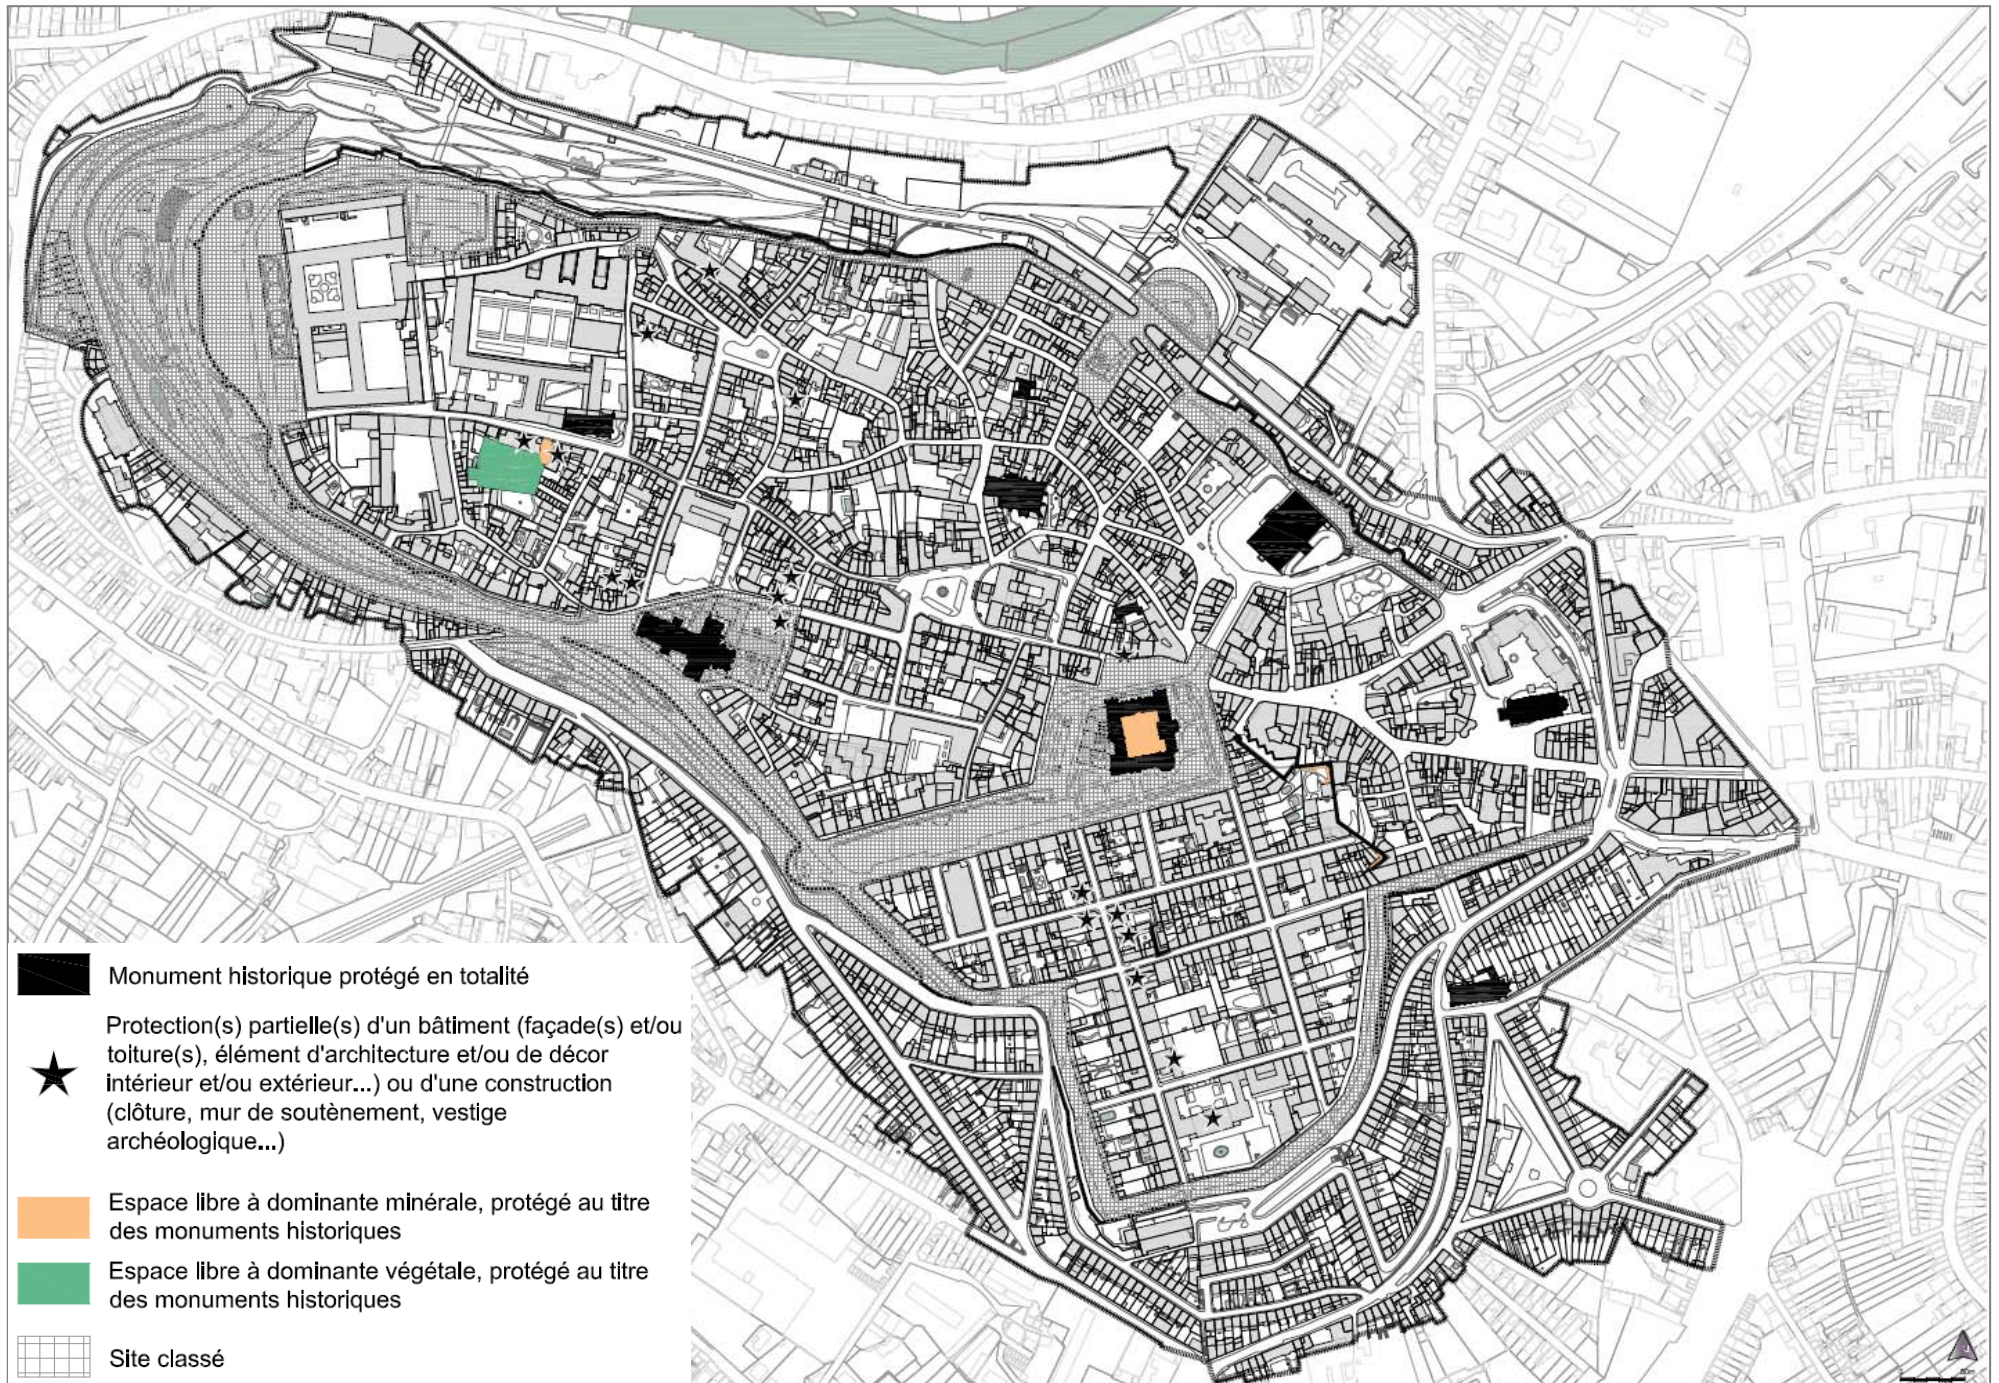 Monument historique protégé en totalité
Protection(s) partielle(s) d'un bâtiment (façade(s) et/ou
toiture(s), élément d'architecture et/ou de décor
intérieur et/ou extérieur...) ou d'une construction
(clôture, mur de soutènement, vestige
archéologique...)
Espace libre à dominante minérale, protégé au titre
des monuments historiques
Espace libre à dominante végétale, protégé au titre
des monuments historiques
Site classé